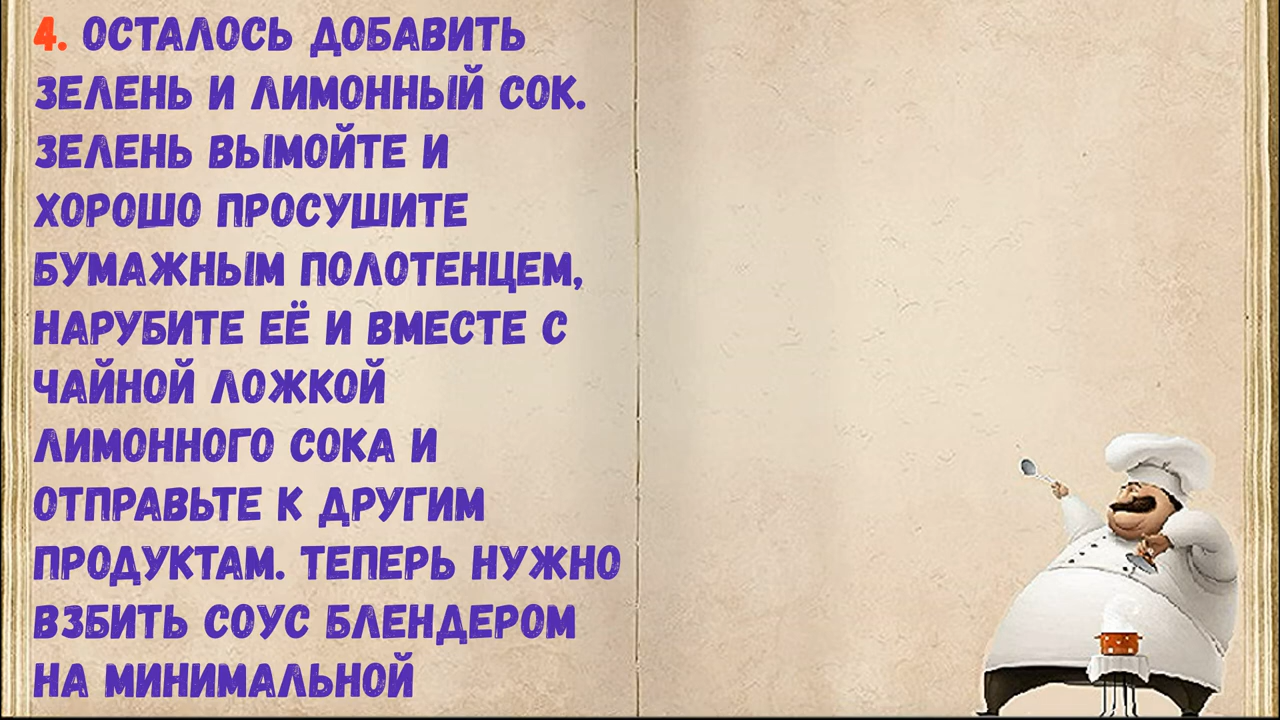 4. ОСТАЛОСЬ ДОБАВИТЬ
ЗЕЛЕНЬ И ЛИМОННЫЙ СОК.
ЗЕЛЕНЬ ВЫМОЙТЕ И
ХОРОШО ПРОСУШИТЕ
БУМАЖНЫМ ПОЛОТЕНЦЕМ,
НАРУБИТЕ ЕЁ И ВМЕСТЕ С
ЧАЙНОЙ ЛОЖКОЙ
ЛИМОННОГО СОКА И
ОТПРАВЬТЕ К ДРУГИМ
ПРОДУКТАМ. ТЕПЕРЬ НУЖНО
ВЗБИТЬ СОУС БЛЕНДЕРОМ
НА МИНИМАЛЬНОЙ